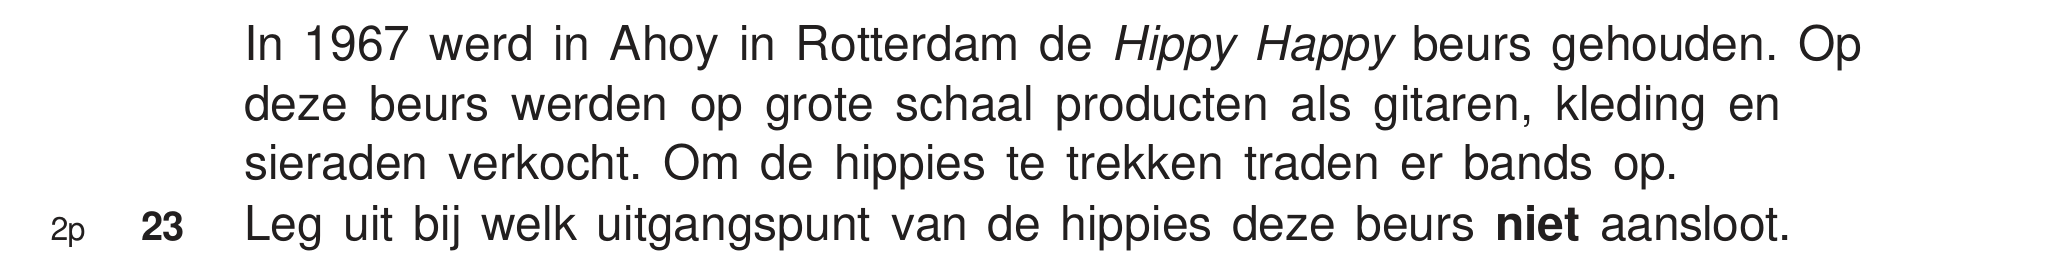 In 1967 werd in Ahoy in Rotterdam de Hippy Happy beurs gehouden. Op
deze beurs werden op grote schaal producten als gitaren, kleding en
sieraden verkocht. Om de hippies te trekken traden er bands op.
2p 23 Leg uit bij welk uitgangspunt van de hippies deze beurs niet aansloot.